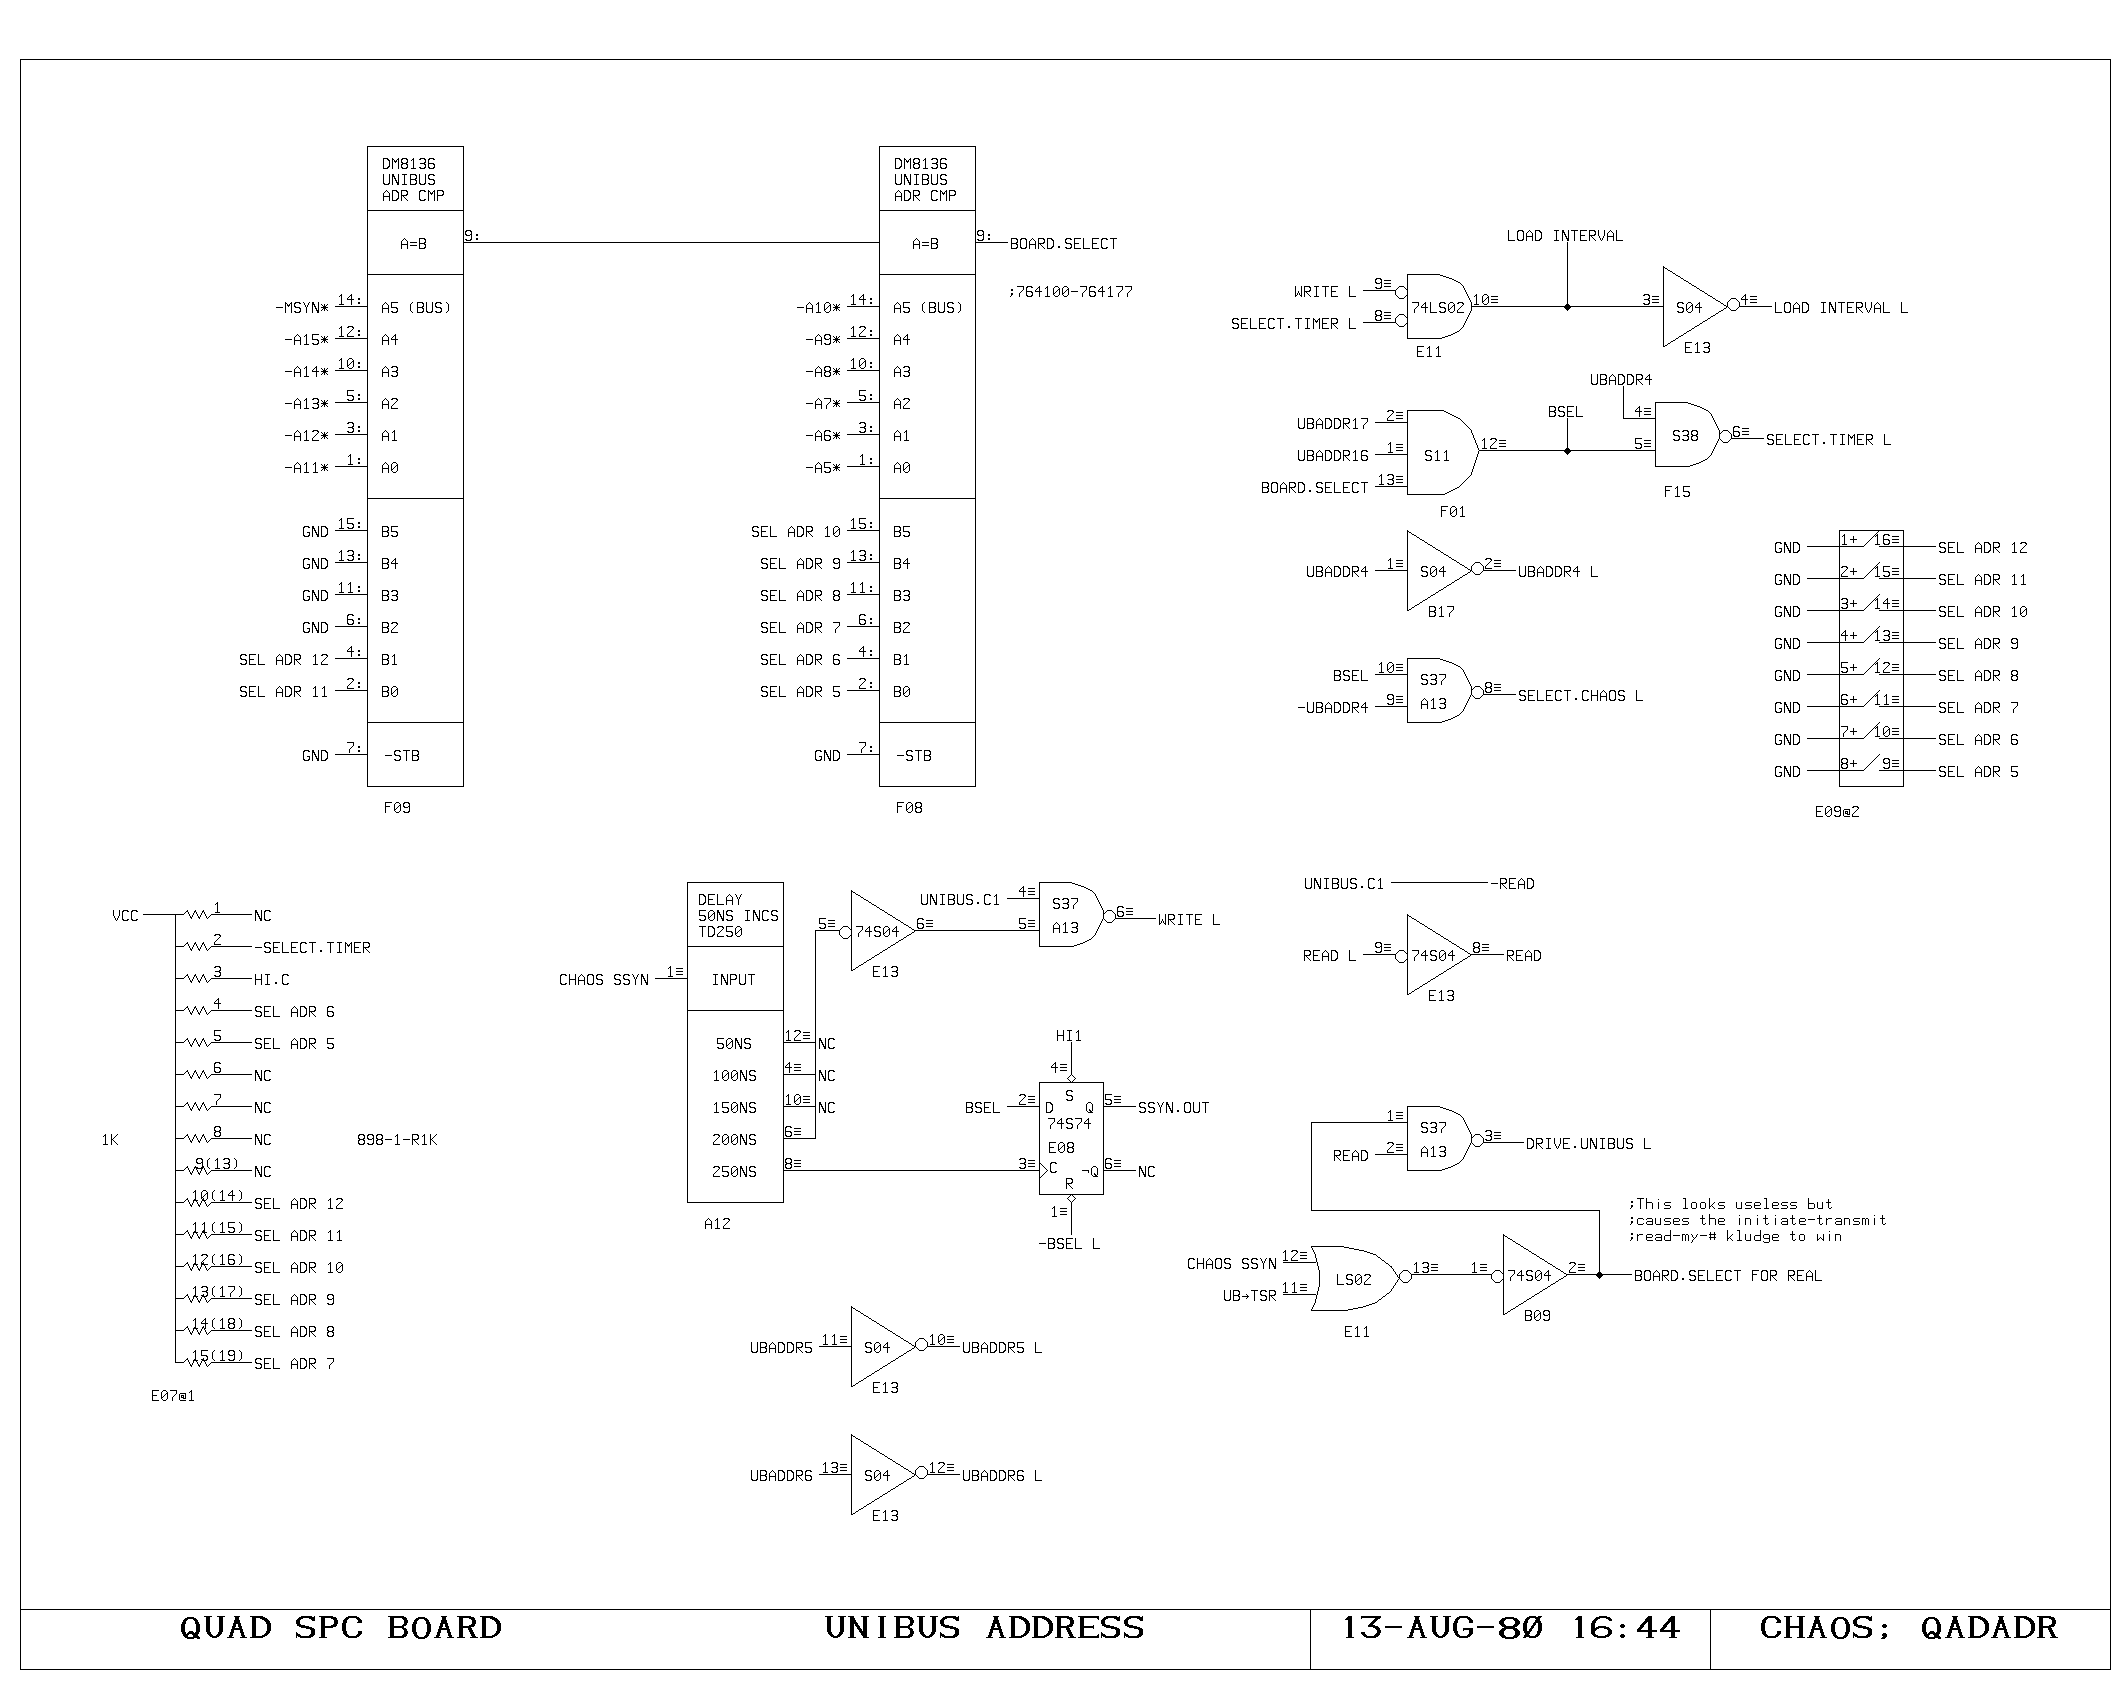 DM8136
UNIBUS
ADR CMP
A=B
9:
-MSYN* 14: A5 (BUS)
-A15* 12: A4
-A14* 10: A3
-A13* 5: A2
-A12* 3: A1
-A11* 1: A0
GND 15: B5
GND 13: B4
GND 11: B3
GND 6: B2
SEL ADR 12 4: B1
SEL ADR 11 2: B0
GND 7: -STB
F09
DM8136
UNIBUS
ADR CMP
A=B
9: BOARD.SELECT
;764100-764177
-A10* 14: A5 (BUS)
-A9* 12: A4
-A8* 10: A3
-A7* 5: A2
-A6* 3: A1
-A5* 1: A0
SEL ADR 10 15: B5
SEL ADR 9 13: B4
SEL ADR 8 11: B3
SEL ADR 7 6: B2
SEL ADR 6 4: B1
SEL ADR 5 2: B0
GND 7: -STB
F08
LOAD INTERVAL
WRITE L 9≡
SELECT.TIMER L 8≡
74LS02 10≡
E11
3≡ S04 4≡ LOAD INTERVAL L
E13
UBADDR4
BSEL
UBADDR17 2≡
UBADDR16 1≡
BOARD.SELECT 13≡
S11 12≡
F01
4≡
5≡
S38 6≡ SELECT.TIMER L
F15
UBADDR4 1≡ S04 2≡ UBADDR4 L
B17
BSEL 10≡
-UBADDR4 9≡
S37
A13
8≡ SELECT.CHAOS L
GND 1+ 16≡ SEL ADR 12
GND 2+ 15≡ SEL ADR 11
GND 3+ 14≡ SEL ADR 10
GND 4+ 13≡ SEL ADR 9
GND 5+ 12≡ SEL ADR 8
GND 6+ 11≡ SEL ADR 7
GND 7+ 10≡ SEL ADR 6
GND 8+ 9≡ SEL ADR 5
E09@2
VCC 1 NC
2 -SELECT.TIMER
3 HI.C
4 SEL ADR 6
5 SEL ADR 5
6 NC
7 NC
1K 8 NC 898-1-R1K
9(13) NC
10(14) SEL ADR 12
11(15) SEL ADR 11
12(16) SEL ADR 10
13(17) SEL ADR 9
14(18) SEL ADR 8
15(19) SEL ADR 7
E07@1
DELAY
50NS INCS
TD250
CHAOS SSYN 1≡ INPUT
50NS 12≡ NC
100NS 4≡ NC
150NS 10≡ NC
200NS 6≡
250NS 8≡
A12
5≡ 74S04 6≡
E13
UNIBUS.C1 4≡
5≡
S37
A13
6≡ WRITE L
HI1
4≡
S
BSEL 2≡ D Q 5≡ SSYN.OUT
74S74
E08
3≡ C ¬Q 6≡ NC
R
1≡
-BSEL L
UNIBUS.C1 -READ
READ L 9≡ 74S04 8≡ READ
E13
1≡
READ 2≡
S37
A13
3≡ DRIVE.UNIBUS L
;This looks useless but
;causes the initiate-transmit
;read-my-# kludge to win
CHAOS SSYN 12≡
UB→TSR 11≡
LS02 13≡
E11
1≡ 74S04 2≡ BOARD.SELECT FOR REAL
B09
UBADDR5 11≡ S04 10≡ UBADDR5 L
E13
UBADDR6 13≡ S04 12≡ UBADDR6 L
E13
QUAD SPC BOARD UNIBUS ADDRESS 13-AUG-80 16:44 CHAOS; QADADR